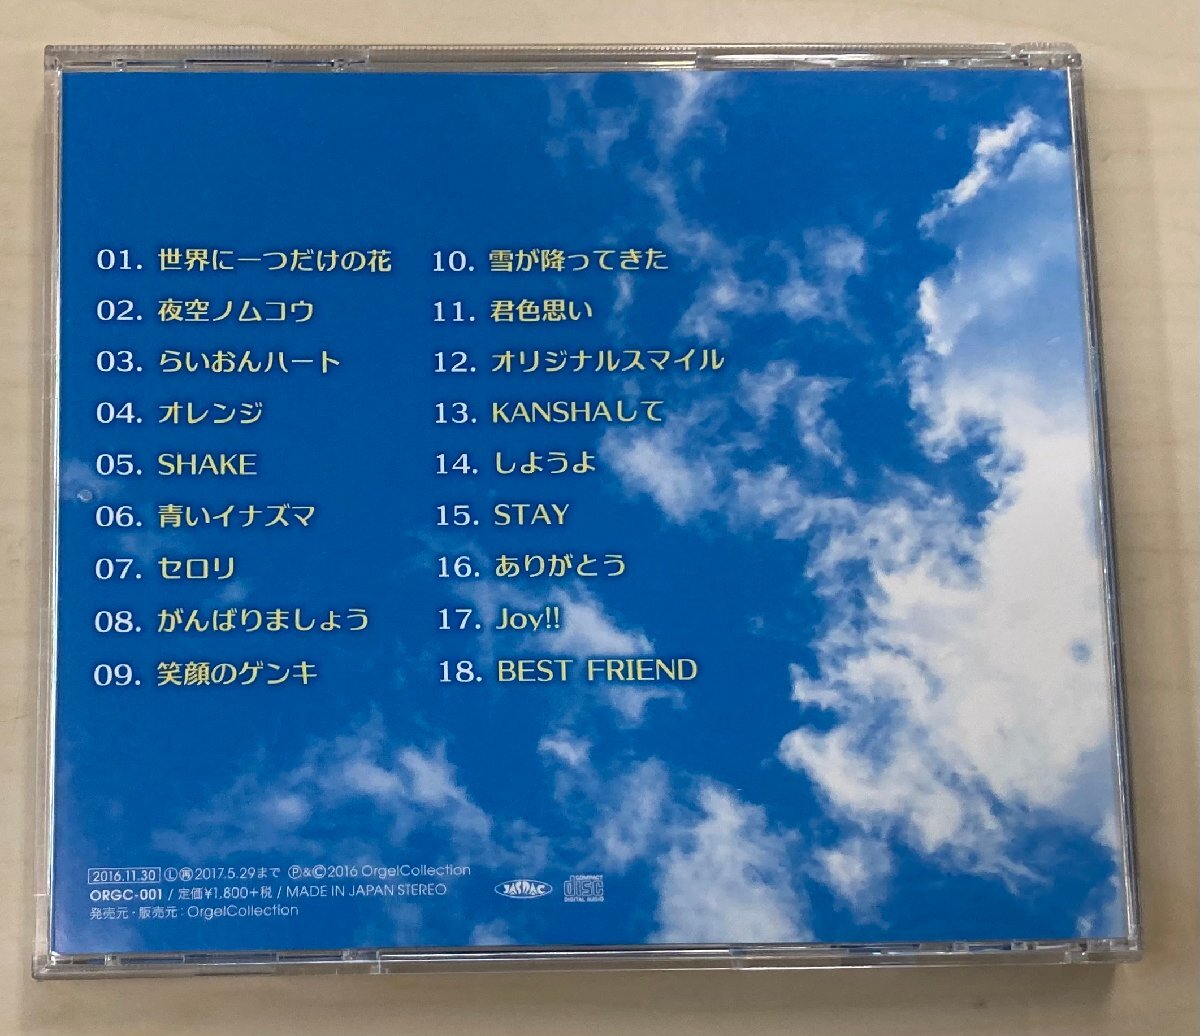 01. 世界に一つだけの花
02. 夜空ノムコウ
03. らいおんハート
04. オレンジ
05. SHAKE
06. 青いイナズマ
07. セロリ
08. がんばりましょう
09. 笑顔のゲンキ
10. 雪が降ってきた
11. 君色思い
12. オリジナルスマイル
13. KANSHAして
14. しようよ
15. STAY
16. ありがとう
17. Joy!!
18. BEST FRIEND
2016.11.30 Ⓛ㋐2017.5.29まで Ⓟ&Ⓒ2016 OrgelCollection
ORGC-001 / 定価¥1,800+税 / MADE IN JAPAN STEREO
発売元・販売元：OrgelCollection
JASRAC
COMPACT
disc
DIGITAL AUDIO